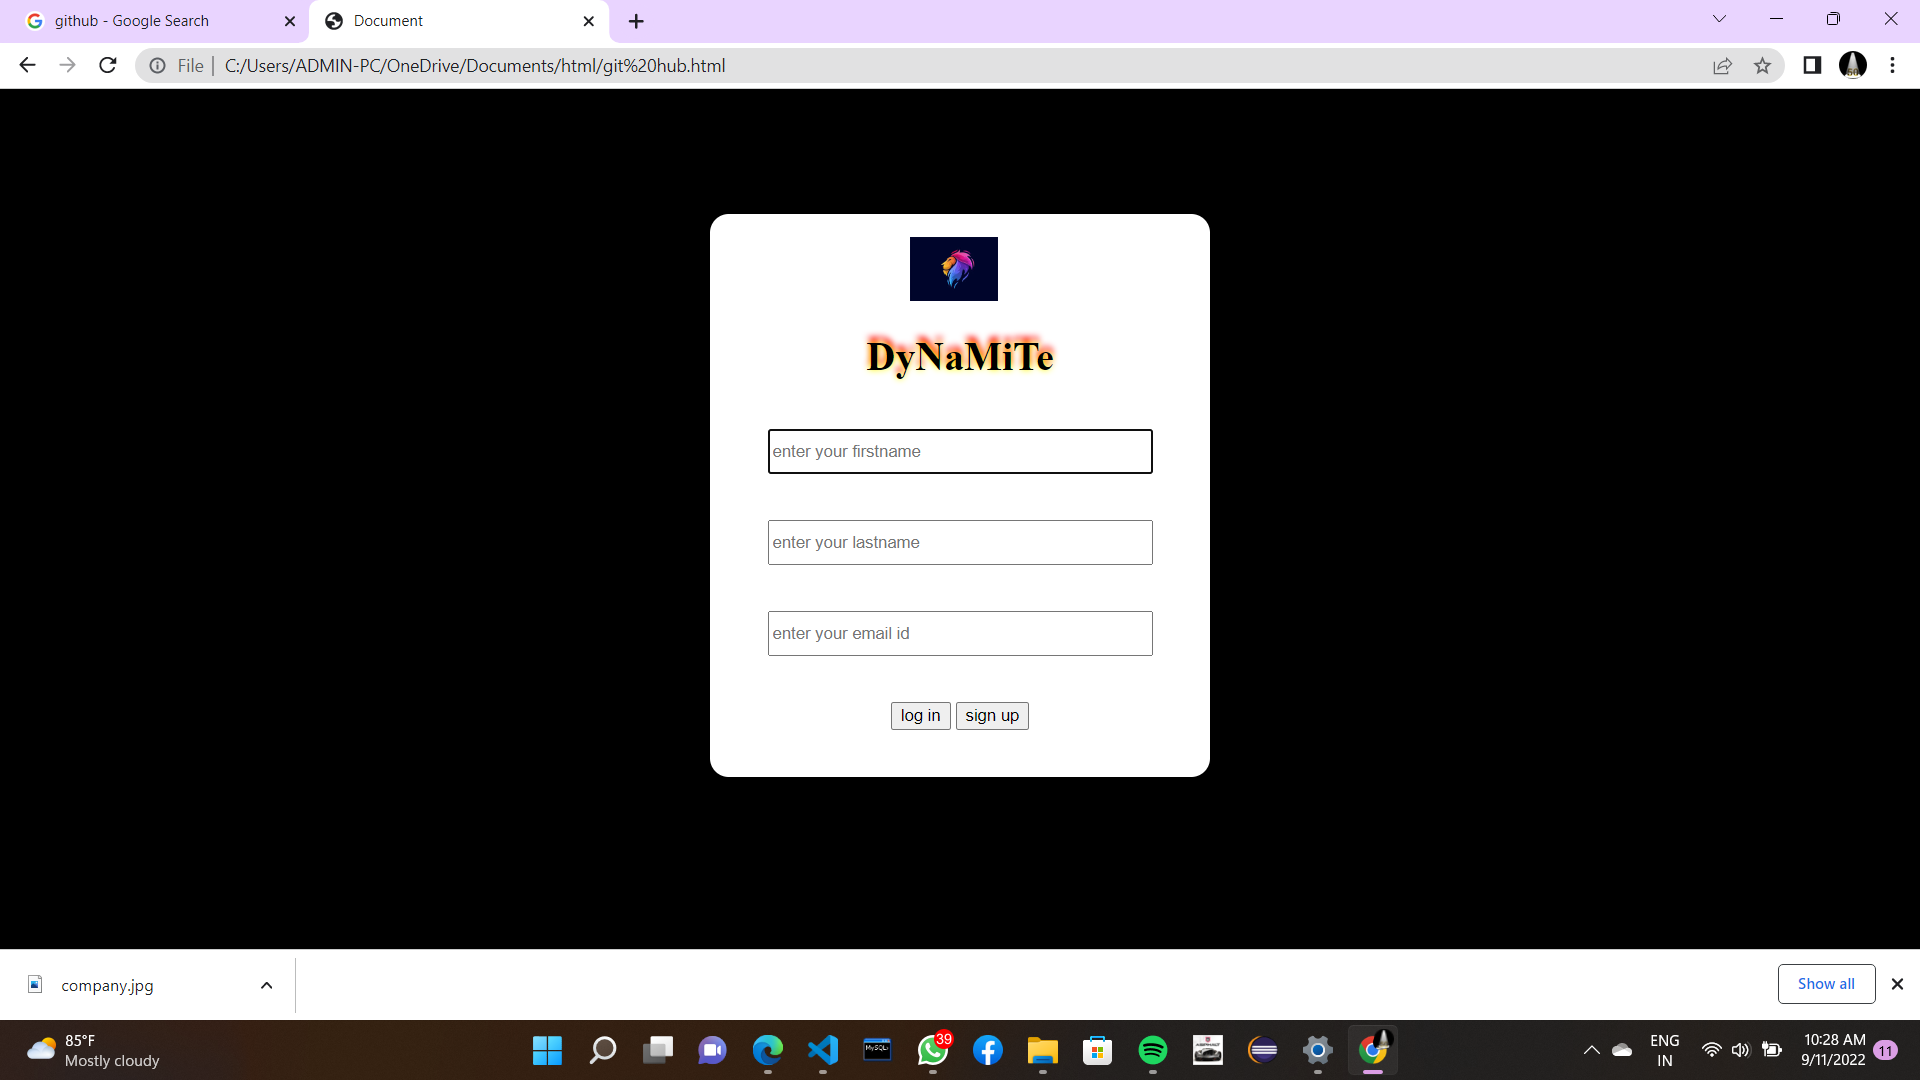 github - Google Search
Document
File
C:/Users/ADMIN-PC/OneDrive/Documents/html/git%20hub.html
DyNaMiTe
enter your firstname
enter your lastname
enter your email id
log in
sign up
company.jpg
Show all
85°F
Mostly cloudy
MySQL
39
ENG
IN
10:28 AM
9/11/2022
11